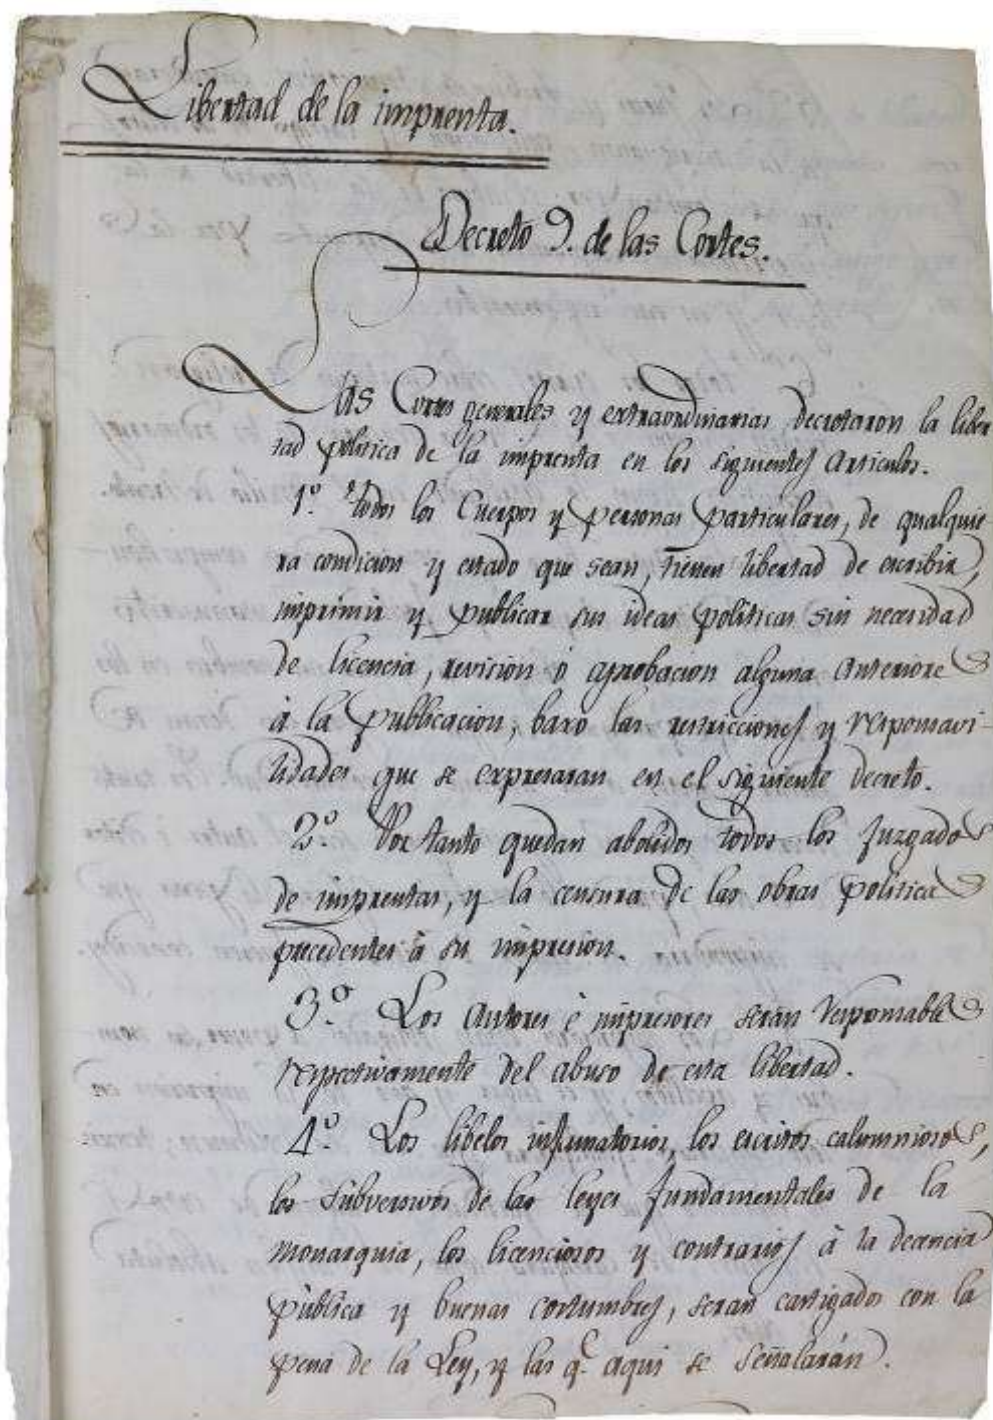 Libertad de la imprenta.
Decreto 9. de las Cortes.
Las Cortes generales y extraordinarias decretaron la liber
tad politica de la imprenta en los siguientes Articulos.
1º. todos los Cuerpos y personas particulares, de qualquie
ra condicion y estado que sean, tienen libertad de escribir,
imprimir y publicar sus ideas politicas sin necesidad
de licencia, revision ó aprobacion alguna anteriores
á la publicacion, baxo las restricciones y responsavi-
lidades que se expresaran en el siguiente decreto.
2º. Por tanto quedan abolidos todos los juzgados
de imprentas, y la censura de las obras politicas
precedentes á su impresion.
3º. Los Autores é impresores serán responsables
respectivamente del abuso de esta libertad.
4º. Los libelos infamatorios, los escritos calumniosos,
los subversivos de las leyes fundamentales de la
monarquia, los licenciosos y contrarios á la decencia
pública y buenas costumbres, seran castigados con la
pena de la Ley, y las q.e aqui se señalarán.